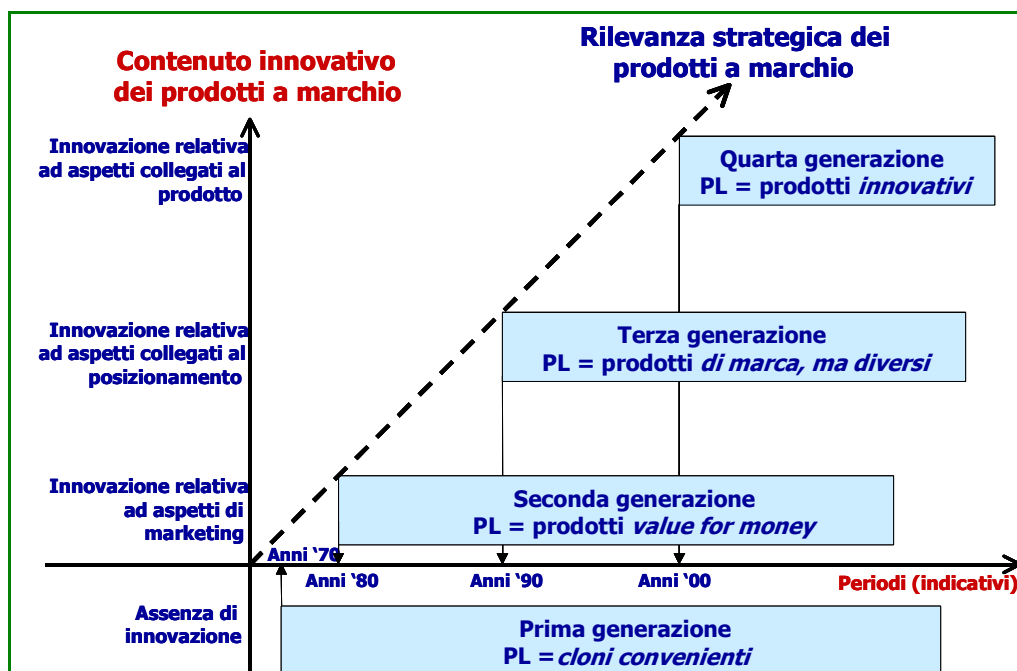 Contenuto innovativo
dei prodotti a marchio
Rilevanza strategica dei
prodotti a marchio
Innovazione relativa
ad aspetti collegati al
prodotto
Quarta generazione
PL = prodotti innovativi
Innovazione relativa
ad aspetti collegati al
posizionamento
Terza generazione
PL = prodotti di marca, ma diversi
Innovazione relativa
ad aspetti di
marketing
Seconda generazione
PL = prodotti value for money
Anni ‘70
Anni ‘80
Anni ‘90
Anni ‘00
Periodi (indicativi)
Assenza di
innovazione
Prima generazione
PL = cloni convenienti